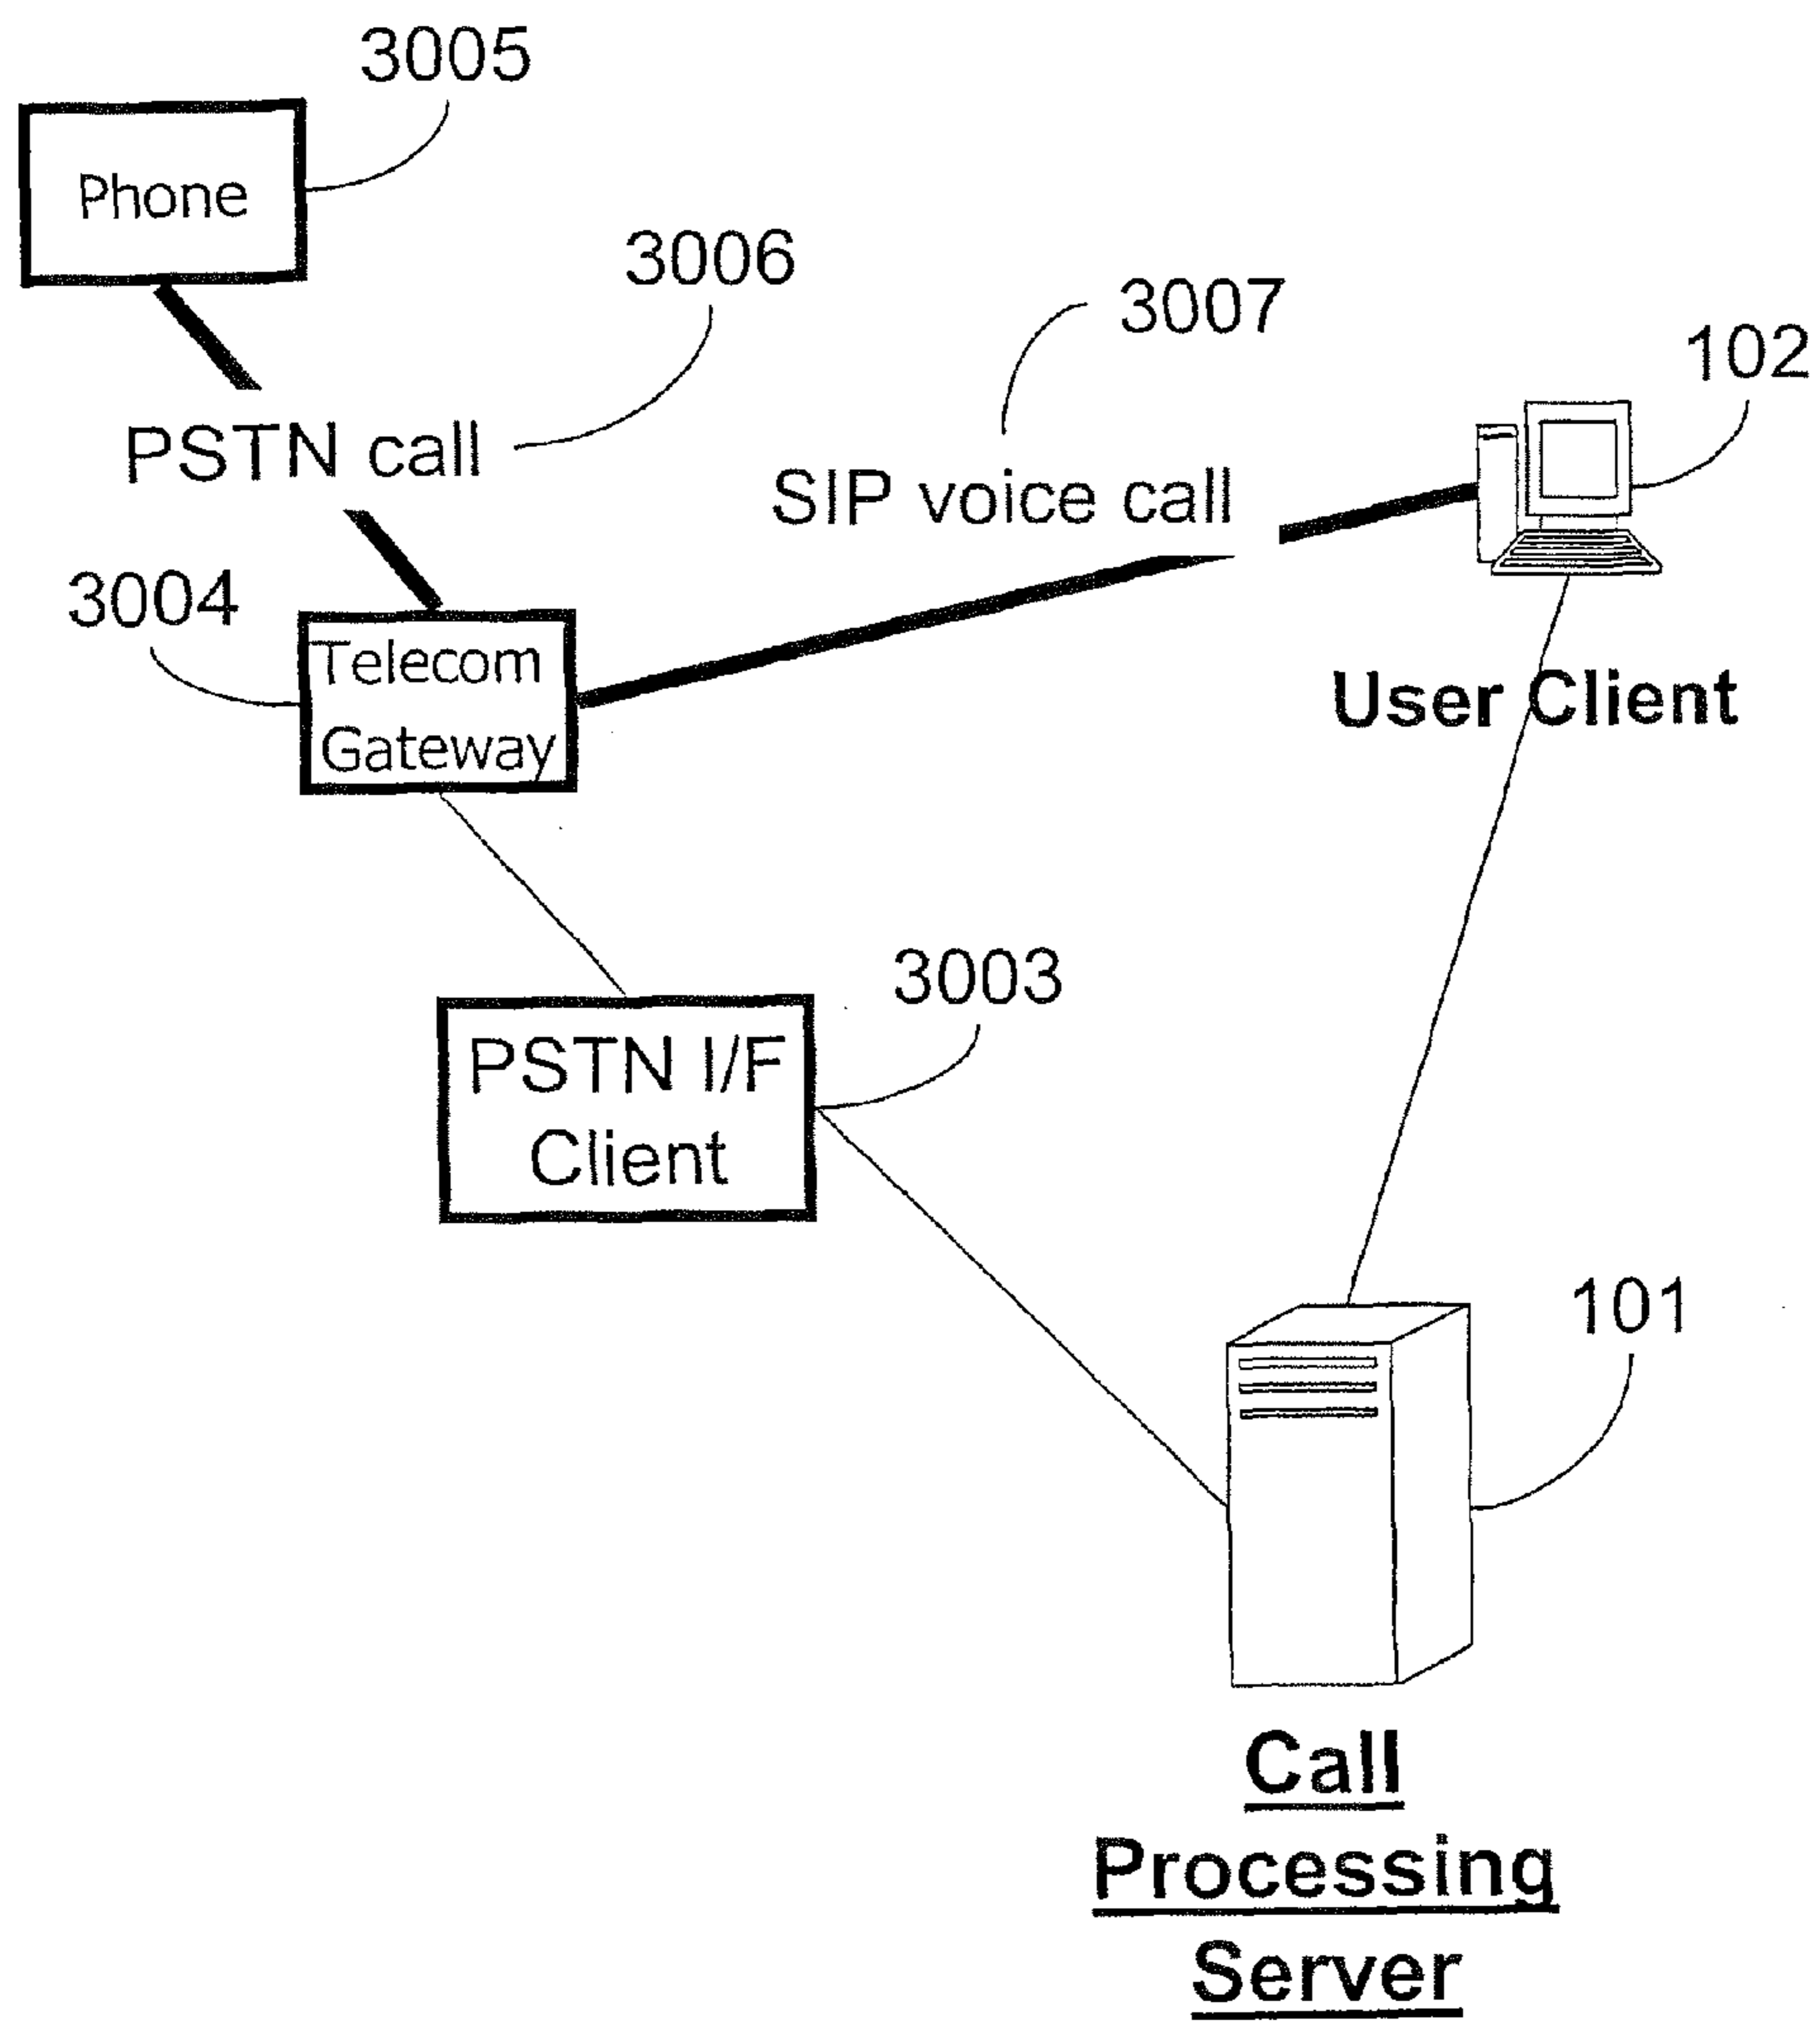 3005
Phone
3006
3007
102
PSTN call
SIP voice call
3004
Telecom
Gateway
User Client
3003
PSTN I/F
Client
101
Call
Processing
Server